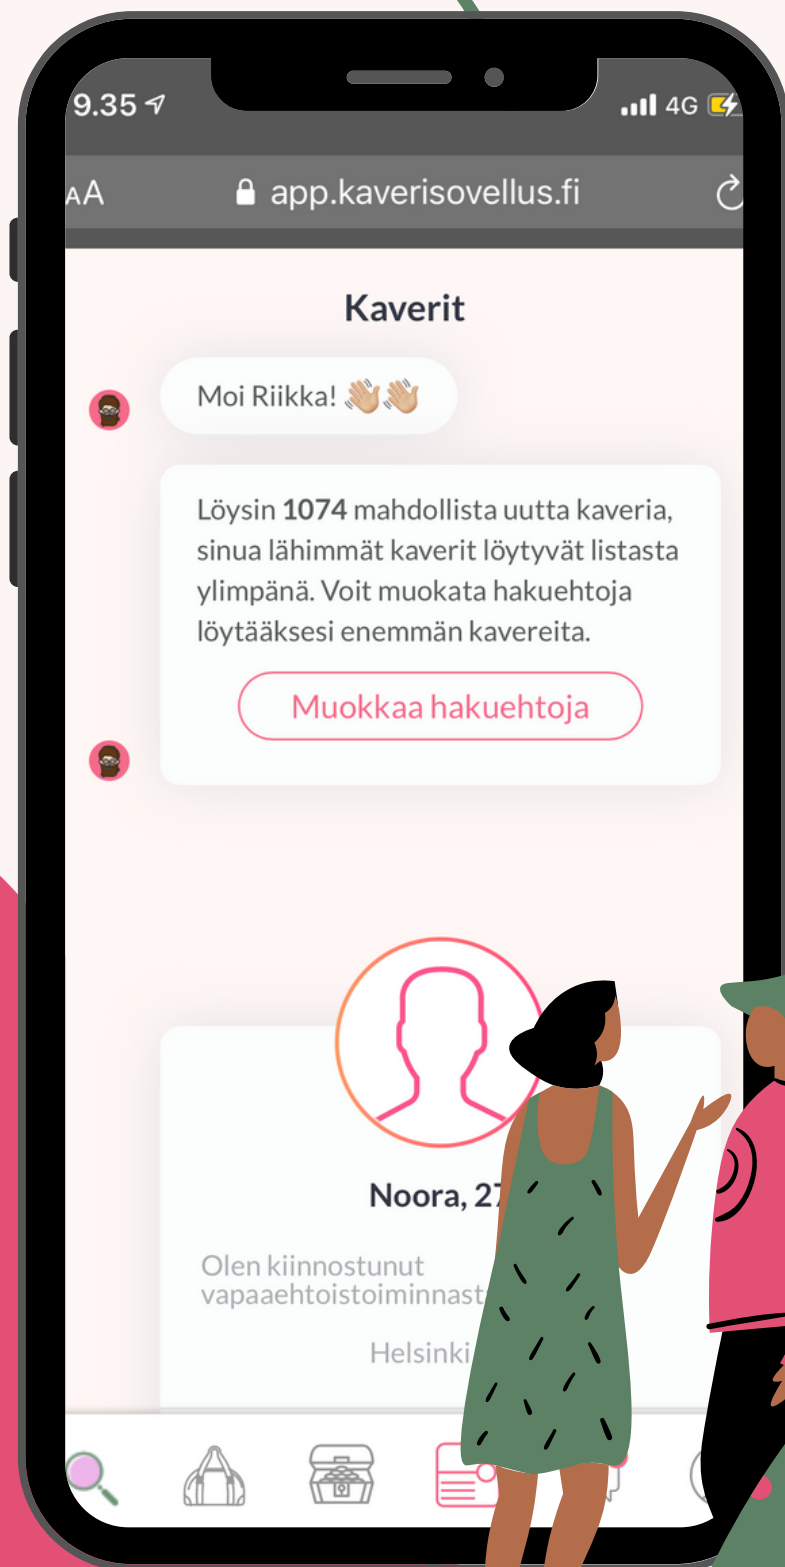 9.35
4G
AA
app.kaverisovellus.fi
Kaverit
Moi Riikka! 👋🏼👋🏼
Löysin 1074 mahdollista uutta kaveria,
sinua lähimmät kaverit löytyvät listasta
ylimpänä. Voit muokata hakuehtoja
löytääksesi enemmän kavereita.
Muokkaa hakuehtoja
Noora, 27
Olen kiinnostunut
vapaaehtoistoiminnast
Helsinki